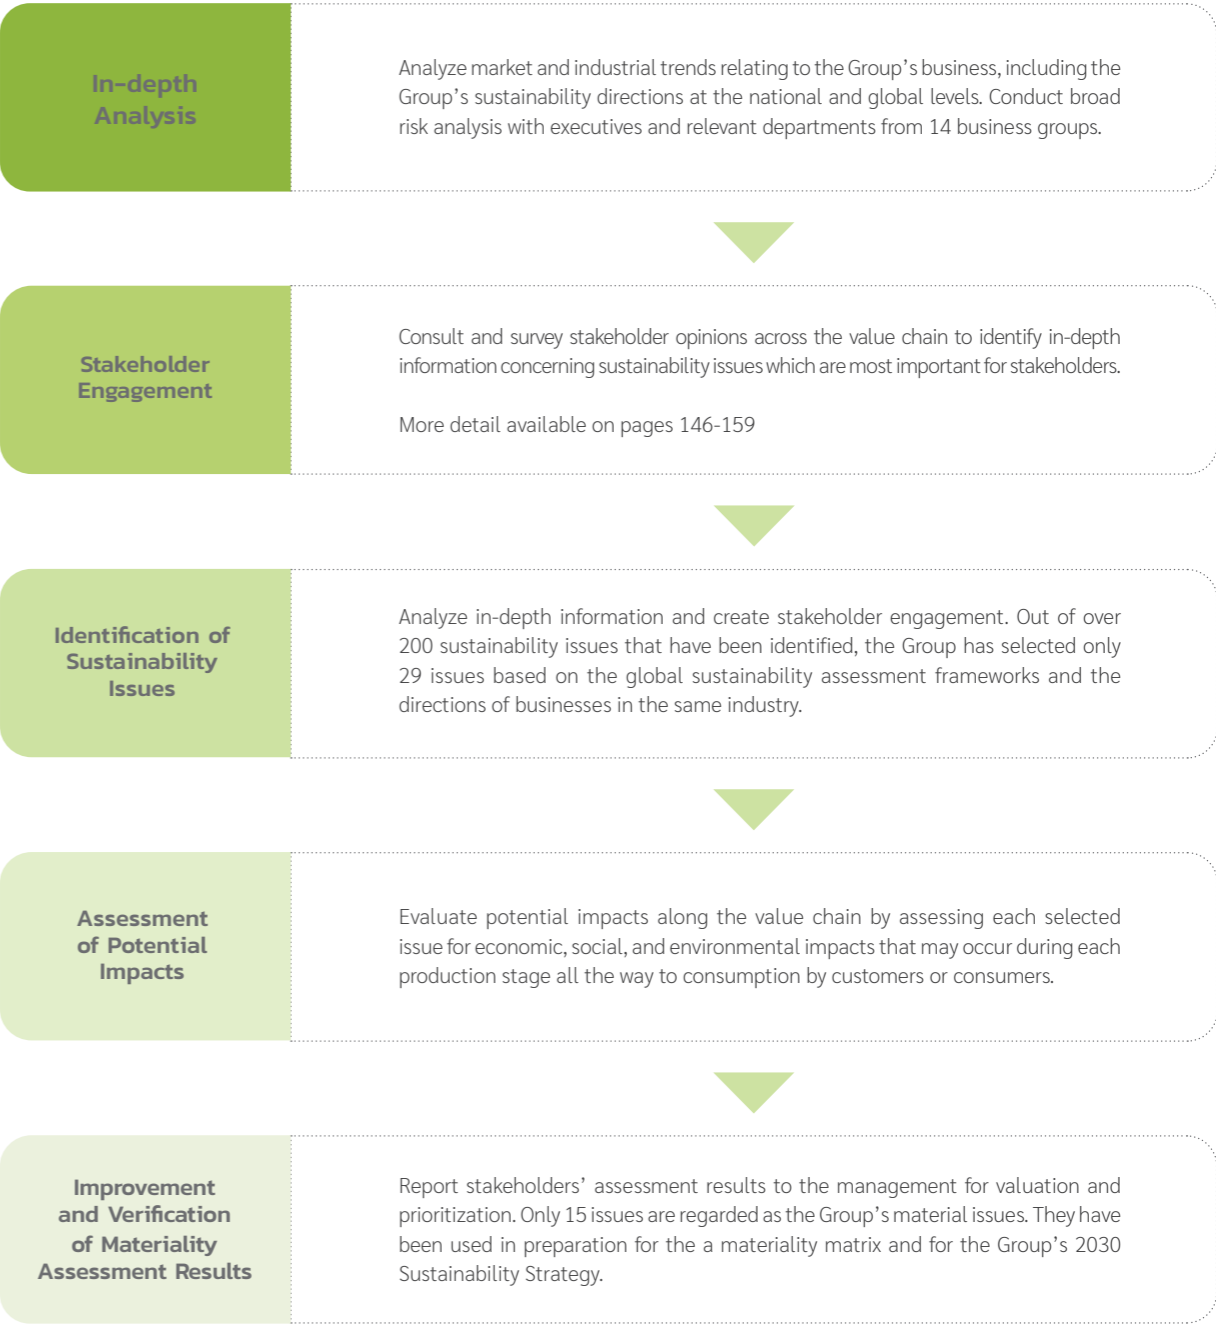 In-depth
Analysis
Analyze market and industrial trends relating to the Group's business, including the
Group's sustainability directions at the national and global levels. Conduct broad
risk analysis with executives and relevant departments from 14 business groups.
Stakeholder
Engagement
Consult and survey stakeholder opinions across the value chain to identify in-depth
information concerning sustainability issues which are most important for stakeholders.
More detail available on pages 146-159
Identification of
Sustainability
Issues
Analyze in-depth information and create stakeholder engagement. Out of over
200 sustainability issues that have been identified, the Group has selected only
29 issues based on the global sustainability assessment frameworks and the
directions of businesses in the same industry.
Assessment
of Potential
Impacts
Evaluate potential impacts along the value chain by assessing each selected
issue for economic, social, and environmental impacts that may occur during each
production stage all the way to consumption by customers or consumers.
Improvement
and Verification
of Materiality
Assessment Results
Report stakeholders' assessment results to the management for valuation and
prioritization. Only 15 issues are regarded as the Group's material issues. They have
been used in preparation for the a materiality matrix and for the Group's 2030
Sustainability Strategy.